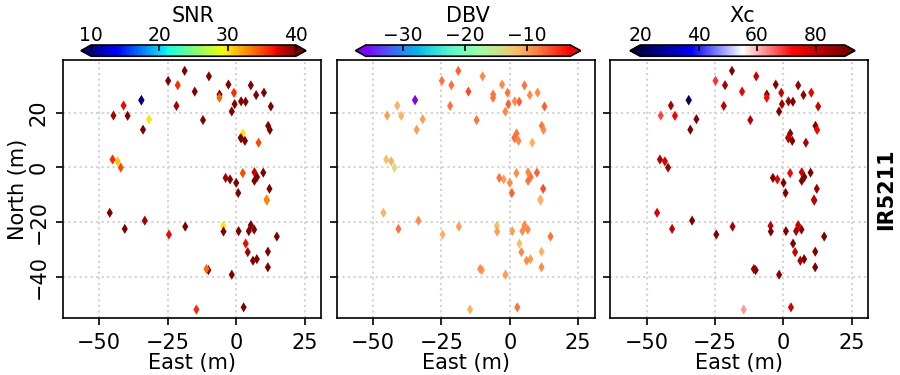 SNR DBV Xc
10 20 30 40 −30 −20 −10 20 40 60 80
20
0
−20
−40
North (m)
IR5211
−50 −25 0 25 −50 −25 0 25 −50 −25 0 25
East (m) East (m) East (m)